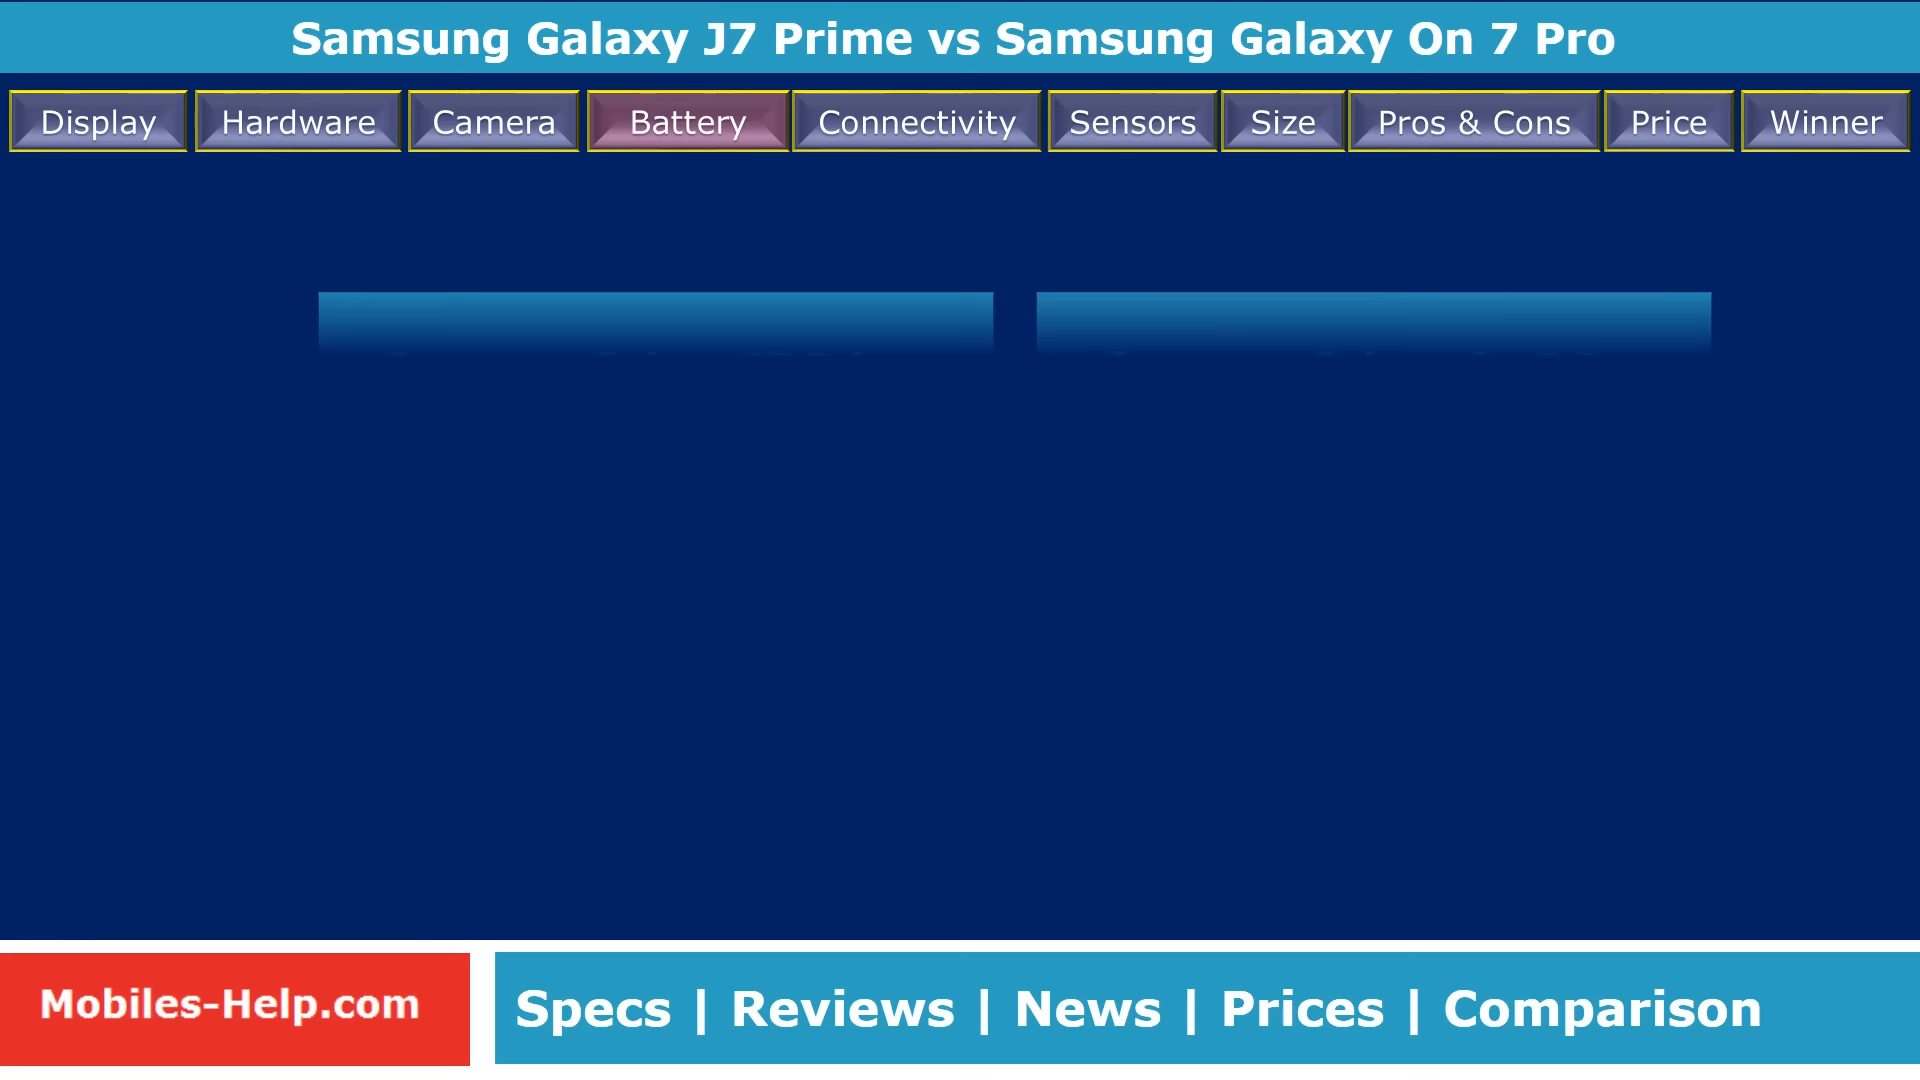 Samsung Galaxy J7 Prime vs Samsung Galaxy On 7 Pro
Display Hardware Camera Battery Connectivity Sensors Size Pros & Cons Price Winner
Mobiles-Help.com
Specs | Reviews | News | Prices | Comparison